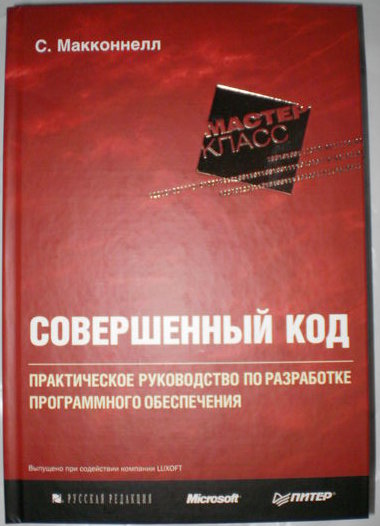 С. Макконнелл
МАСТЕР
КЛАСС
СОВЕРШЕННЫЙ КОД
ПРАКТИЧЕСКОЕ РУКОВОДСТВО ПО РАЗРАБОТКЕ
ПРОГРАММНОГО ОБЕСПЕЧЕНИЯ
Выпущено при содействии компании LUXOFT
РУССКАЯ РЕДАКЦИЯ
Microsoft
ПИТЕР